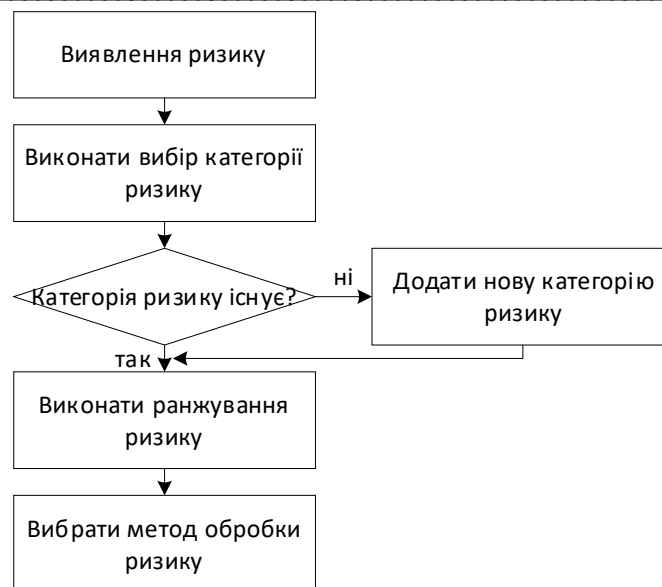 Виявлення ризику
Виконати вибір категорії
ризику
Категорія ризику існує?
ні
Додати нову категорію
ризику
так
Виконати ранжування
ризику
Вибрати метод обробки
ризику